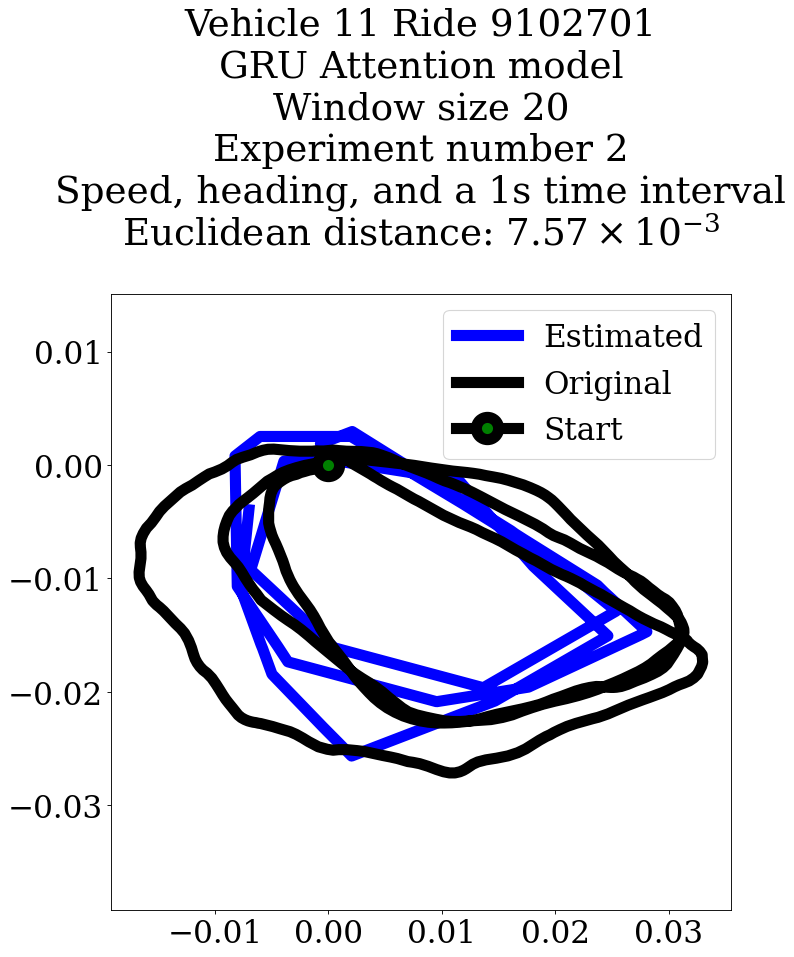 Vehicle 11 Ride 9102701
GRU Attention model
Window size 20
Experiment number 2
Speed, heading, and a 1s time interval
Euclidean distance: 7.57 × 10⁻³
Estimated
Original
Start
0.01
0.00
−0.01
−0.02
−0.03
−0.01 0.00 0.01 0.02 0.03